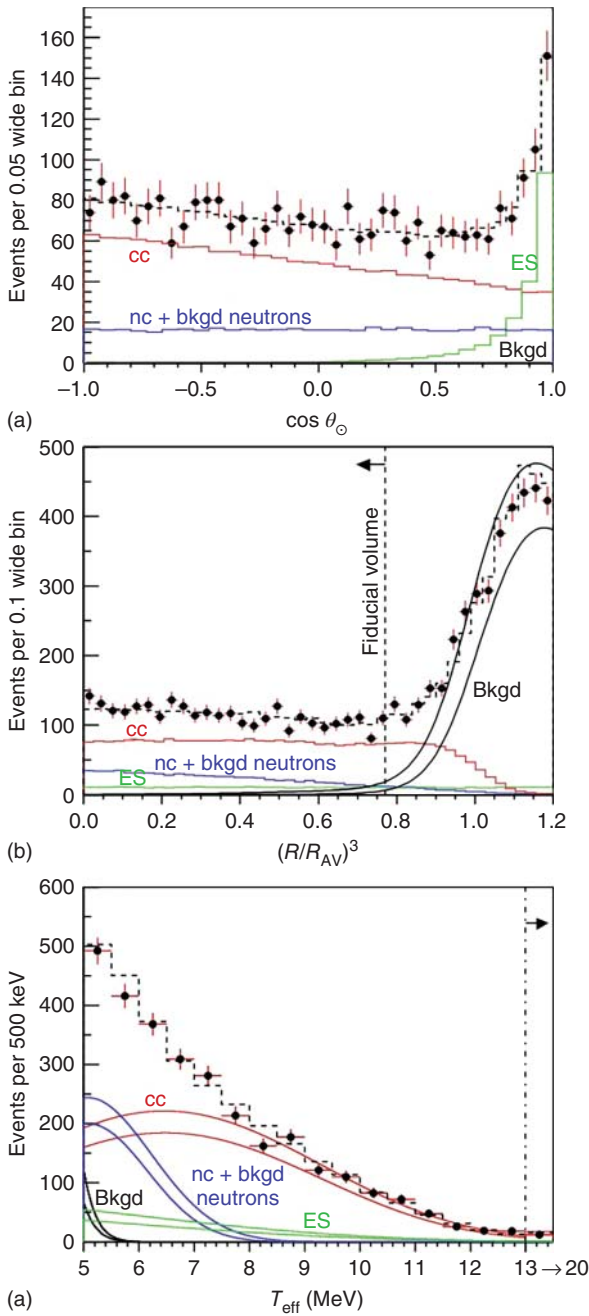 160
140
120
100
80
60
40
20
0
Events per 0.05 wide bin
cc
ES
nc + bkgd neutrons
Bkgd
−1.0 −0.5 0.0 0.5 1.0
(a)
cos θ⊙
500
400
300
200
100
0
Events per 0.1 wide bin
Fiducial volume
Bkgd
cc
nc + bkgd neutrons
ES
0.0 0.2 0.4 0.6 0.8 1.0 1.2
(b)
(R/R_AV)³
600
500
400
300
200
100
0
Events per 500 keV
cc
nc + bkgd
neutrons
Bkgd
ES
5 6 7 8 9 10 11 12 13 → 20
(a)
T_eff (MeV)